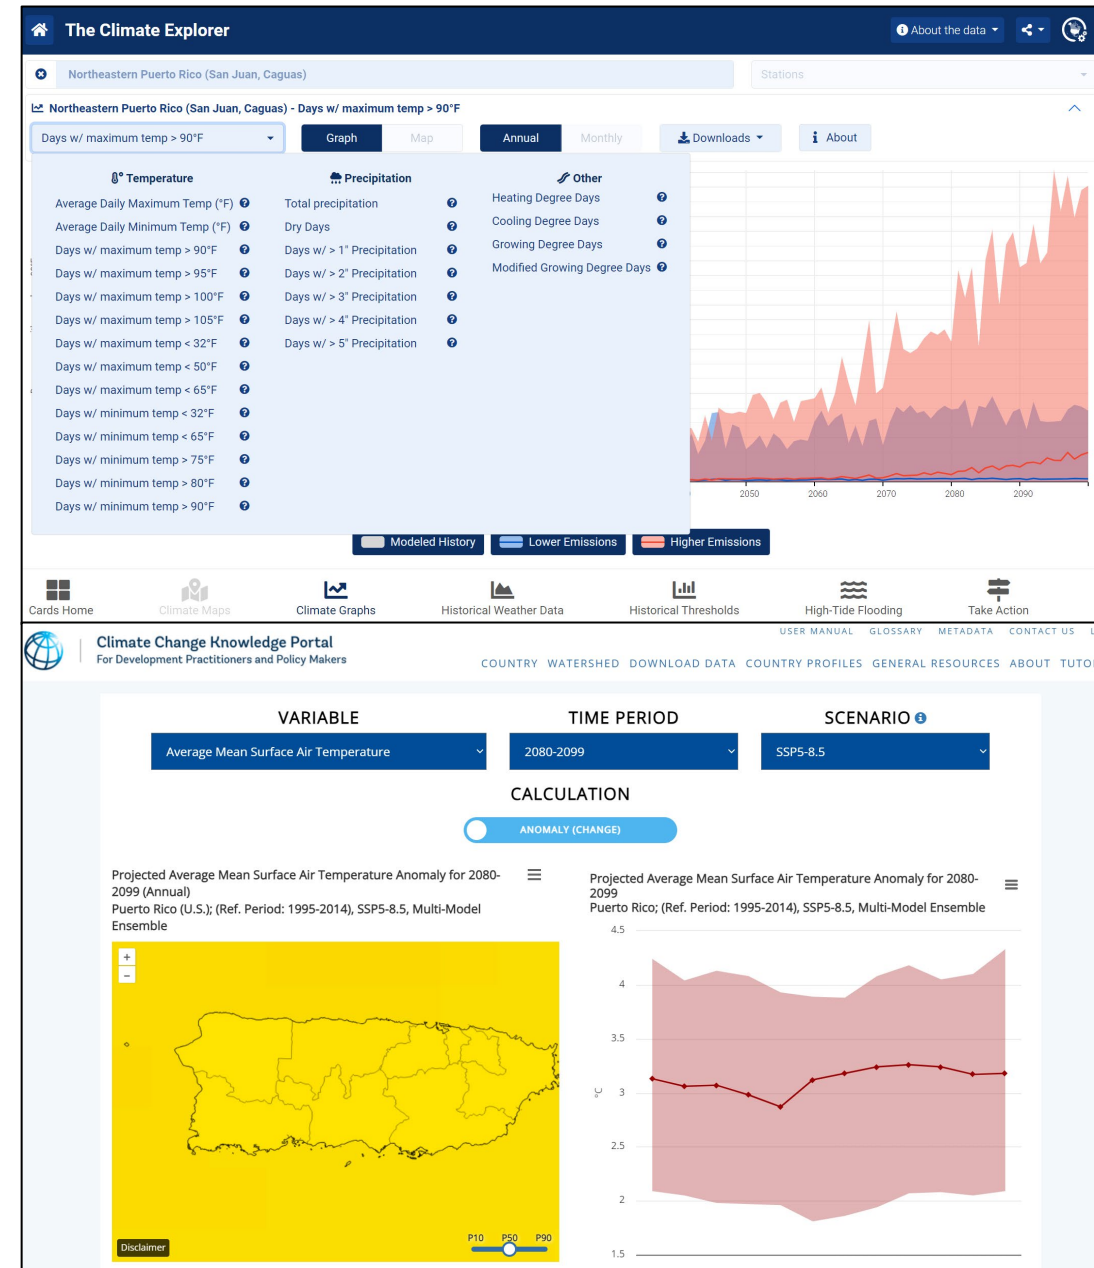 The Climate Explorer
About the data
Northeastern Puerto Rico (San Juan, Caguas)
Stations
Northeastern Puerto Rico (San Juan, Caguas) - Days w/ maximum temp > 90°F
Days w/ maximum temp > 90°F
Graph
Map
Annual
Monthly
Downloads
About
Temperature
Average Daily Maximum Temp (°F)
Average Daily Minimum Temp (°F)
Days w/ maximum temp > 90°F
Days w/ maximum temp > 95°F
Days w/ maximum temp > 100°F
Days w/ maximum temp > 105°F
Days w/ maximum temp < 32°F
Days w/ maximum temp < 50°F
Days w/ maximum temp < 65°F
Days w/ minimum temp < 32°F
Days w/ minimum temp < 65°F
Days w/ minimum temp > 75°F
Days w/ minimum temp > 80°F
Days w/ minimum temp > 90°F
Precipitation
Total precipitation
Dry Days
Days w/ > 1" Precipitation
Days w/ > 2" Precipitation
Days w/ > 3" Precipitation
Days w/ > 4" Precipitation
Days w/ > 5" Precipitation
Other
Heating Degree Days
Cooling Degree Days
Growing Degree Days
Modified Growing Degree Days
2050 2060 2070 2080 2090
Modeled History
Lower Emissions
Higher Emissions
Cards Home
Climate Maps
Climate Graphs
Historical Weather Data
Historical Thresholds
High-Tide Flooding
Take Action
USER MANUAL GLOSSARY METADATA CONTACT US
Climate Change Knowledge Portal
For Development Practitioners and Policy Makers
COUNTRY WATERSHED DOWNLOAD DATA COUNTRY PROFILES GENERAL RESOURCES ABOUT TUTO
VARIABLE
Average Mean Surface Air Temperature
TIME PERIOD
2080-2099
SCENARIO
SSP5-8.5
CALCULATION
ANOMALY (CHANGE)
Projected Average Mean Surface Air Temperature Anomaly for 2080-
2099 (Annual)
Puerto Rico (U.S.); (Ref. Period: 1995-2014), SSP5-8.5, Multi-Model
Ensemble
+
−
Disclaimer
P10 P50 P90
Projected Average Mean Surface Air Temperature Anomaly for 2080-
2099
Puerto Rico; (Ref. Period: 1995-2014), SSP5-8.5, Multi-Model Ensemble
4.5
4
3.5
3
2.5
2
1.5
°C